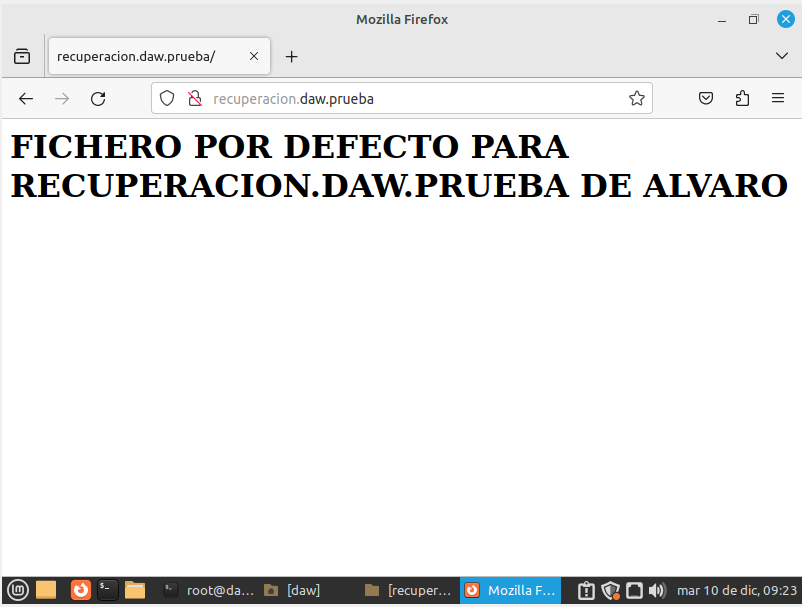 Mozilla Firefox
recuperacion.daw.prueba/
recuperacion.daw.prueba
FICHERO POR DEFECTO PARA
RECUPERACION.DAW.PRUEBA DE ALVARO
root@da... [daw] [recuper... Mozilla F... mar 10 de dic, 09:23